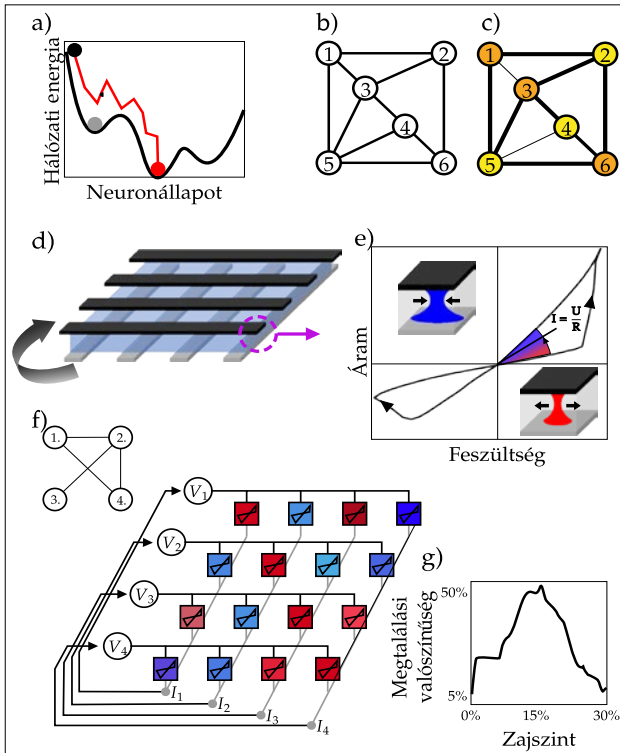 a)
Hálózati energia
Neuronállapot
b)
1
2
3
4
5
6
c)
1
2
3
4
5
6
d)
e)
Áram
I = U/R
Feszültség
f)
1.
2.
3.
4.
V1
V2
V3
V4
I1
I2
I3
I4
g)
Megtalálási
valószínűség
50%
5%
0%
15%
30%
Zajszint